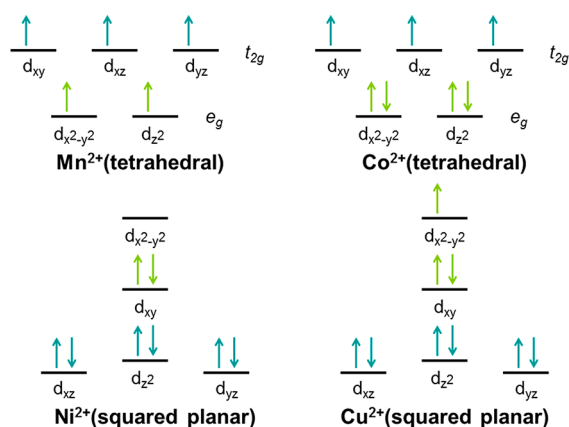 t2g
t2g
dxy dxz dyz
dxy dxz dyz
eg
eg
dx2-y2 dz2
dx2-y2 dz2
Mn2+(tetrahedral)
Co2+(tetrahedral)
dx2-y2
dx2-y2
dxy
dxy
dxz dz2 dyz
dxz dz2 dyz
Ni2+(squared planar)
Cu2+(squared planar)